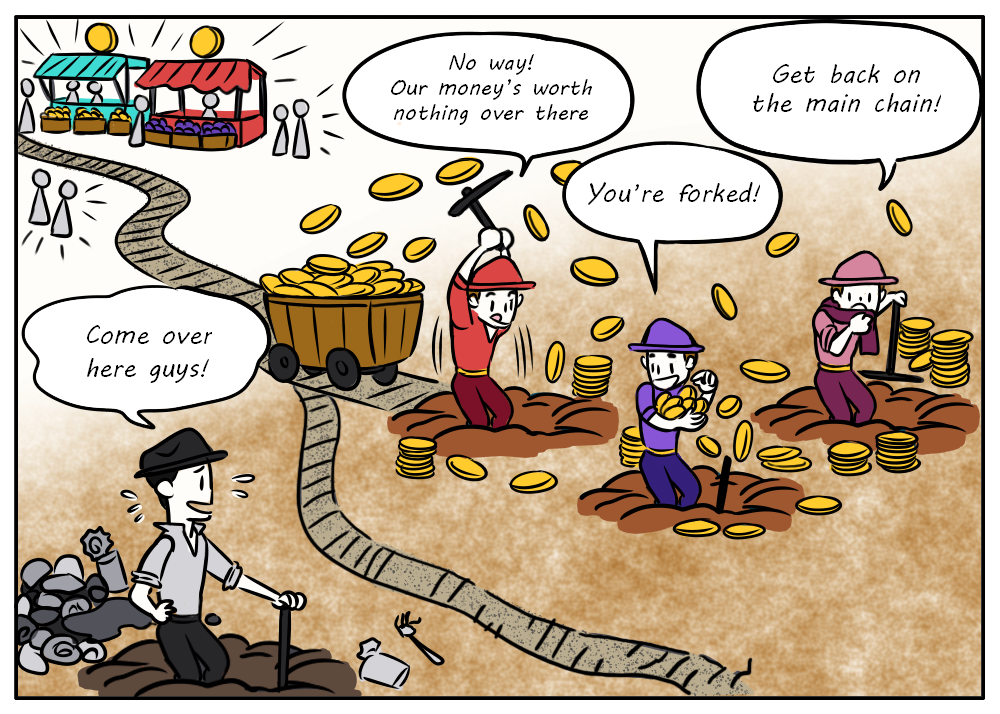 No way!
Our money's worth
nothing over there
Get back on
the main chain!
You're forked!
Come over
here guys!